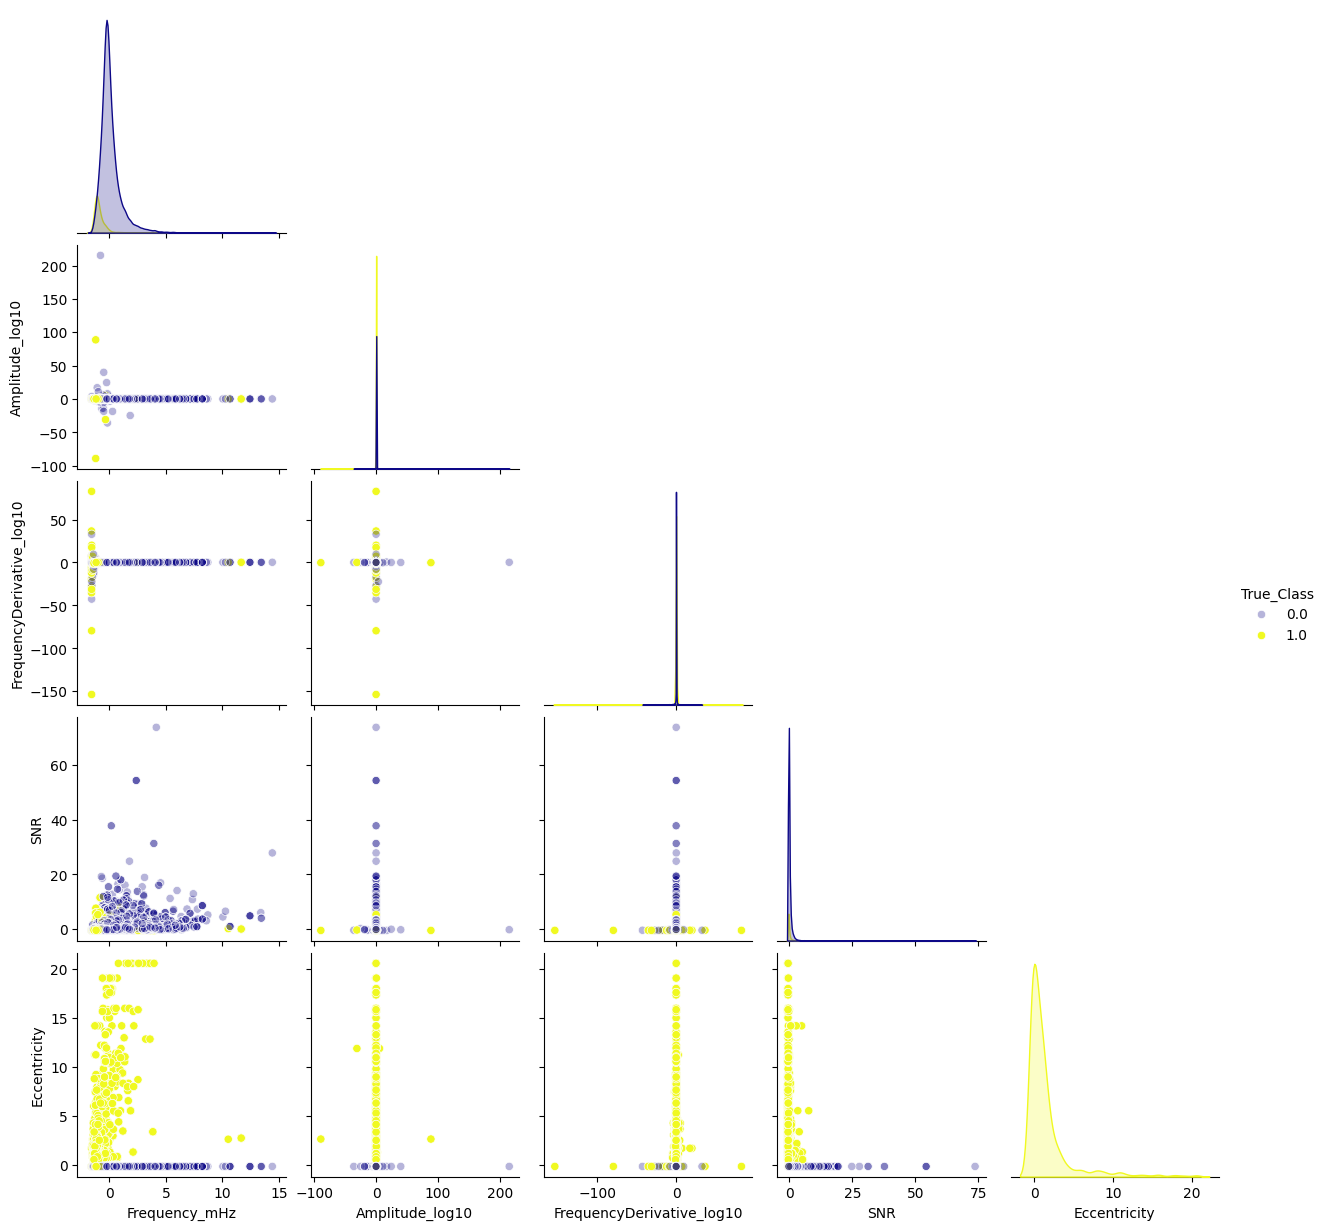 200
150
100
50
0
−50
−100
Amplitude_log10
50
0
−50
−100
−150
FrequencyDerivative_log10
True_Class
0.0
1.0
60
40
20
0
SNR
20
15
10
5
0
Eccentricity
0 5 10 15
−100 0 100 200
−100 0
0 25 50 75
0 10 20
Frequency_mHz
Amplitude_log10
FrequencyDerivative_log10
SNR
Eccentricity